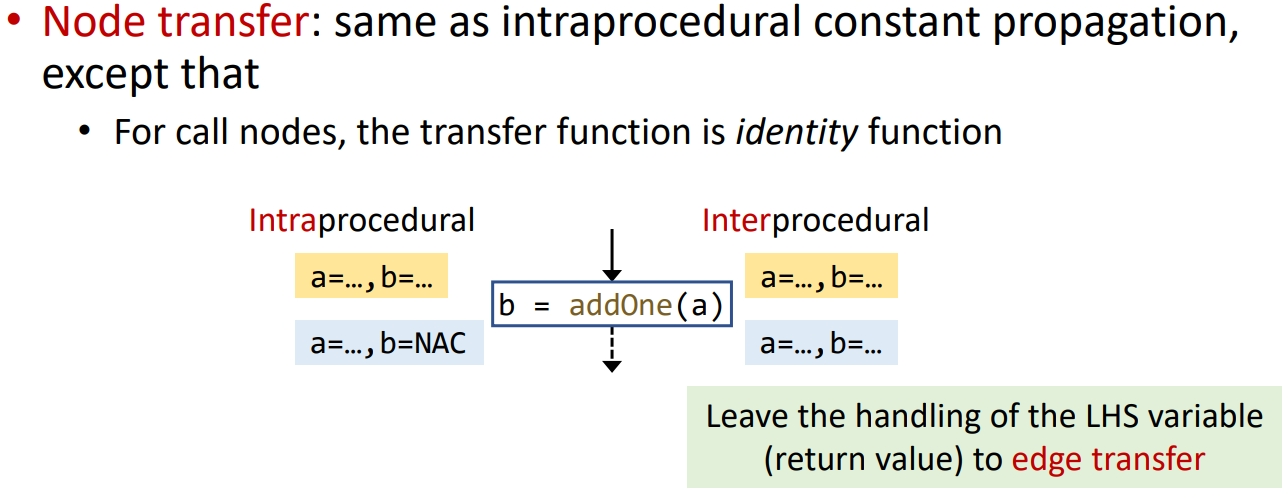 • Node transfer: same as intraprocedural constant propagation,
except that
• For call nodes, the transfer function is identity function
Intraprocedural
Interprocedural
a=…,b=…
a=…,b=…
b = addOne(a)
a=…,b=NAC
a=…,b=…
Leave the handling of the LHS variable
(return value) to edge transfer